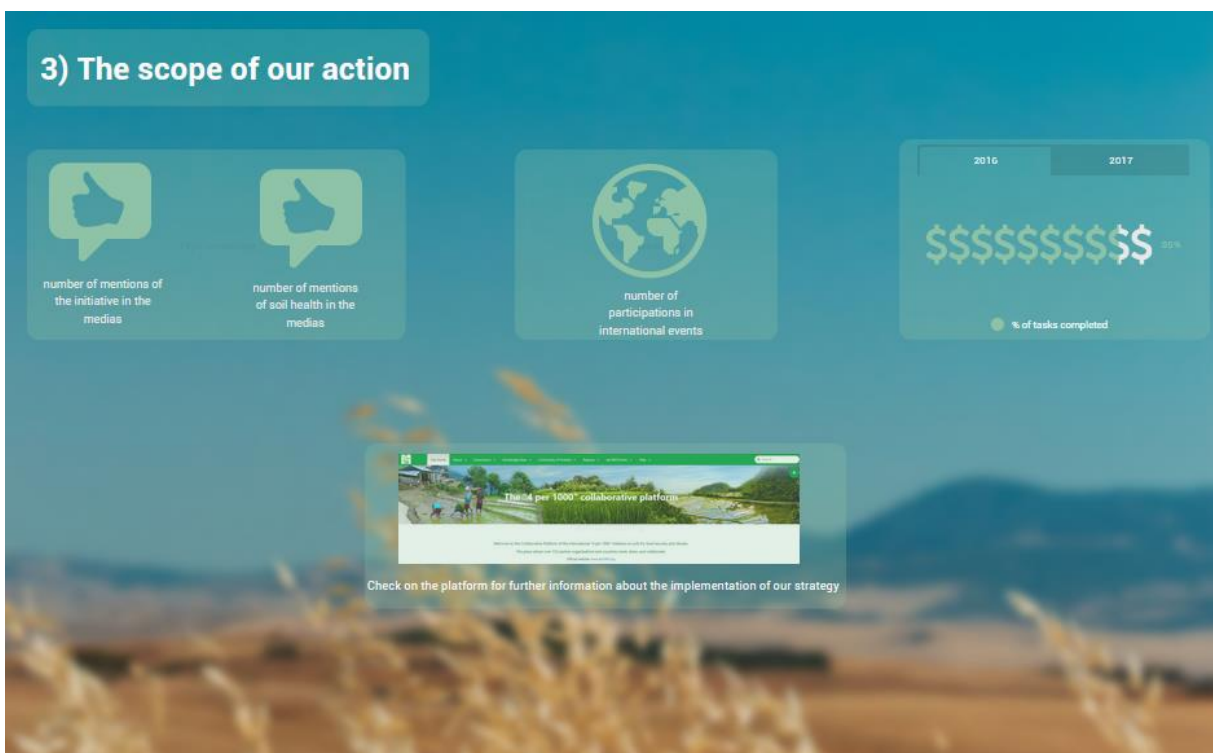 3) The scope of our action
number of mentions of
the initiative in the
medias
number of mentions
of soil health in the
medias
number of
participations in
international events
2016 2017
$$$$$$$$$$
% of tasks completed
The "4 per 1000" collaborative platform
Check on the platform for further information about the implementation of our strategy